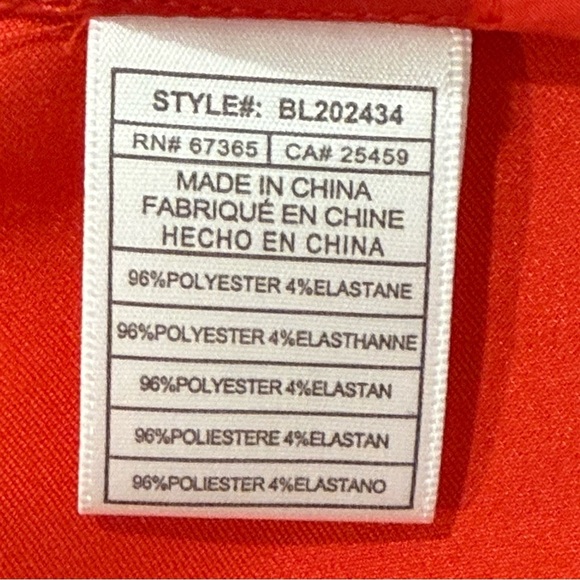 STYLE#: BL202434
RN# 67365 CA# 25459
MADE IN CHINA
FABRIQUÉ EN CHINE
HECHO EN CHINA
96%POLYESTER 4%ELASTANE
96%POLYESTER 4%ELASTHANNE
96%POLYESTER 4%ELASTAN
96%POLIESTERE 4%ELASTAN
96%POLIESTER 4%ELASTANO